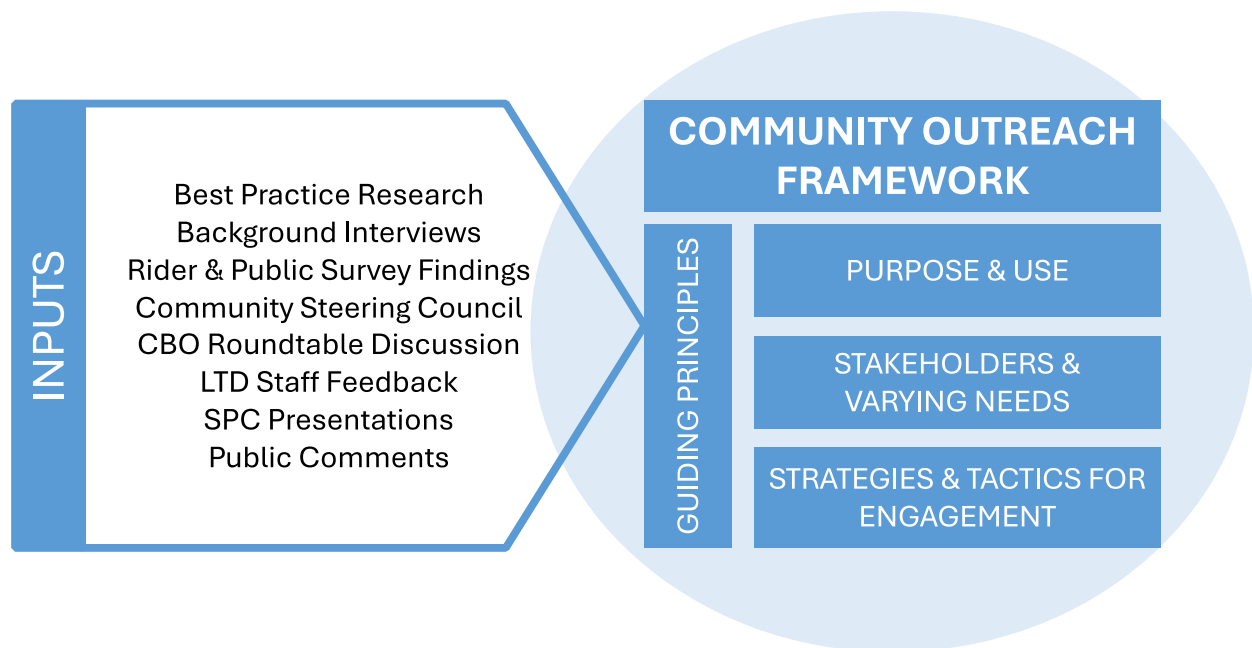 INPUTS
Best Practice Research
Background Interviews
Rider & Public Survey Findings
Community Steering Council
CBO Roundtable Discussion
LTD Staff Feedback
SPC Presentations
Public Comments
COMMUNITY OUTREACH
FRAMEWORK
GUIDING PRINCIPLES
PURPOSE & USE
STAKEHOLDERS &
VARYING NEEDS
STRATEGIES & TACTICS FOR
ENGAGEMENT